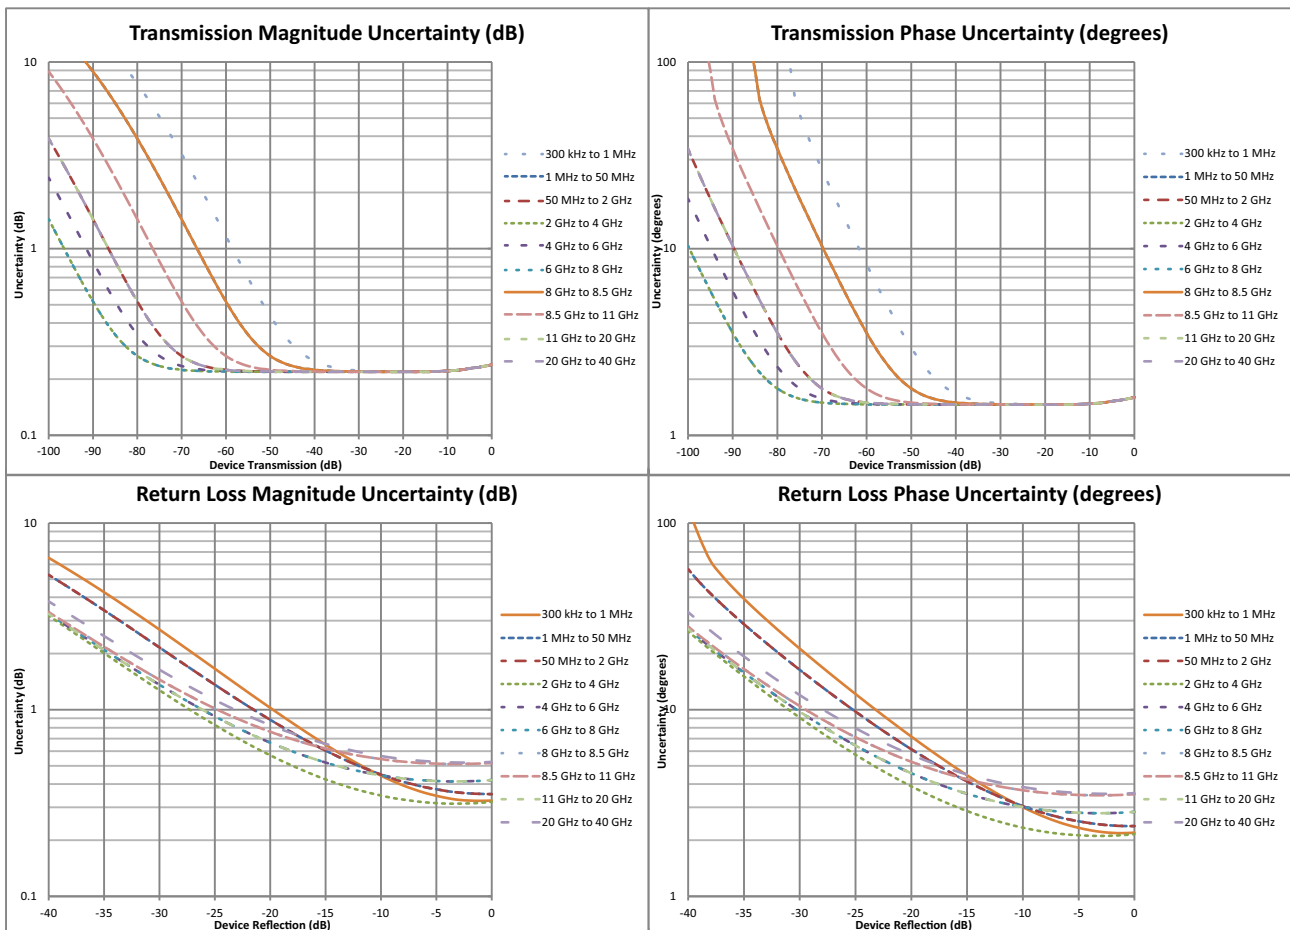 Transmission Magnitude Uncertainty (dB)
10
1
0.1
Uncertainty (dB)
-100 -90 -80 -70 -60 -50 -40 -30 -20 -10 0
Device Transmission (dB)
300 kHz to 1 MHz
1 MHz to 50 MHz
50 MHz to 2 GHz
2 GHz to 4 GHz
4 GHz to 6 GHz
6 GHz to 8 GHz
8 GHz to 8.5 GHz
8.5 GHz to 11 GHz
11 GHz to 20 GHz
20 GHz to 40 GHz
Transmission Phase Uncertainty (degrees)
100
10
1
Uncertainty (degrees)
-100 -90 -80 -70 -60 -50 -40 -30 -20 -10 0
Device Transmission (dB)
300 kHz to 1 MHz
1 MHz to 50 MHz
50 MHz to 2 GHz
2 GHz to 4 GHz
4 GHz to 6 GHz
6 GHz to 8 GHz
8 GHz to 8.5 GHz
8.5 GHz to 11 GHz
11 GHz to 20 GHz
20 GHz to 40 GHz
Return Loss Magnitude Uncertainty (dB)
10
1
0.1
Uncertainty (dB)
-40 -35 -30 -25 -20 -15 -10 -5 0
Device Reflection (dB)
300 kHz to 1 MHz
1 MHz to 50 MHz
50 MHz to 2 GHz
2 GHz to 4 GHz
4 GHz to 6 GHz
6 GHz to 8 GHz
8 GHz to 8.5 GHz
8.5 GHz to 11 GHz
11 GHz to 20 GHz
20 GHz to 40 GHz
Return Loss Phase Uncertainty (degrees)
100
10
1
Uncertainty (degrees)
-40 -35 -30 -25 -20 -15 -10 -5 0
Device Reflection (dB)
300 kHz to 1 MHz
1 MHz to 50 MHz
50 MHz to 2 GHz
2 GHz to 4 GHz
4 GHz to 6 GHz
6 GHz to 8 GHz
8 GHz to 8.5 GHz
8.5 GHz to 11 GHz
11 GHz to 20 GHz
20 GHz to 40 GHz